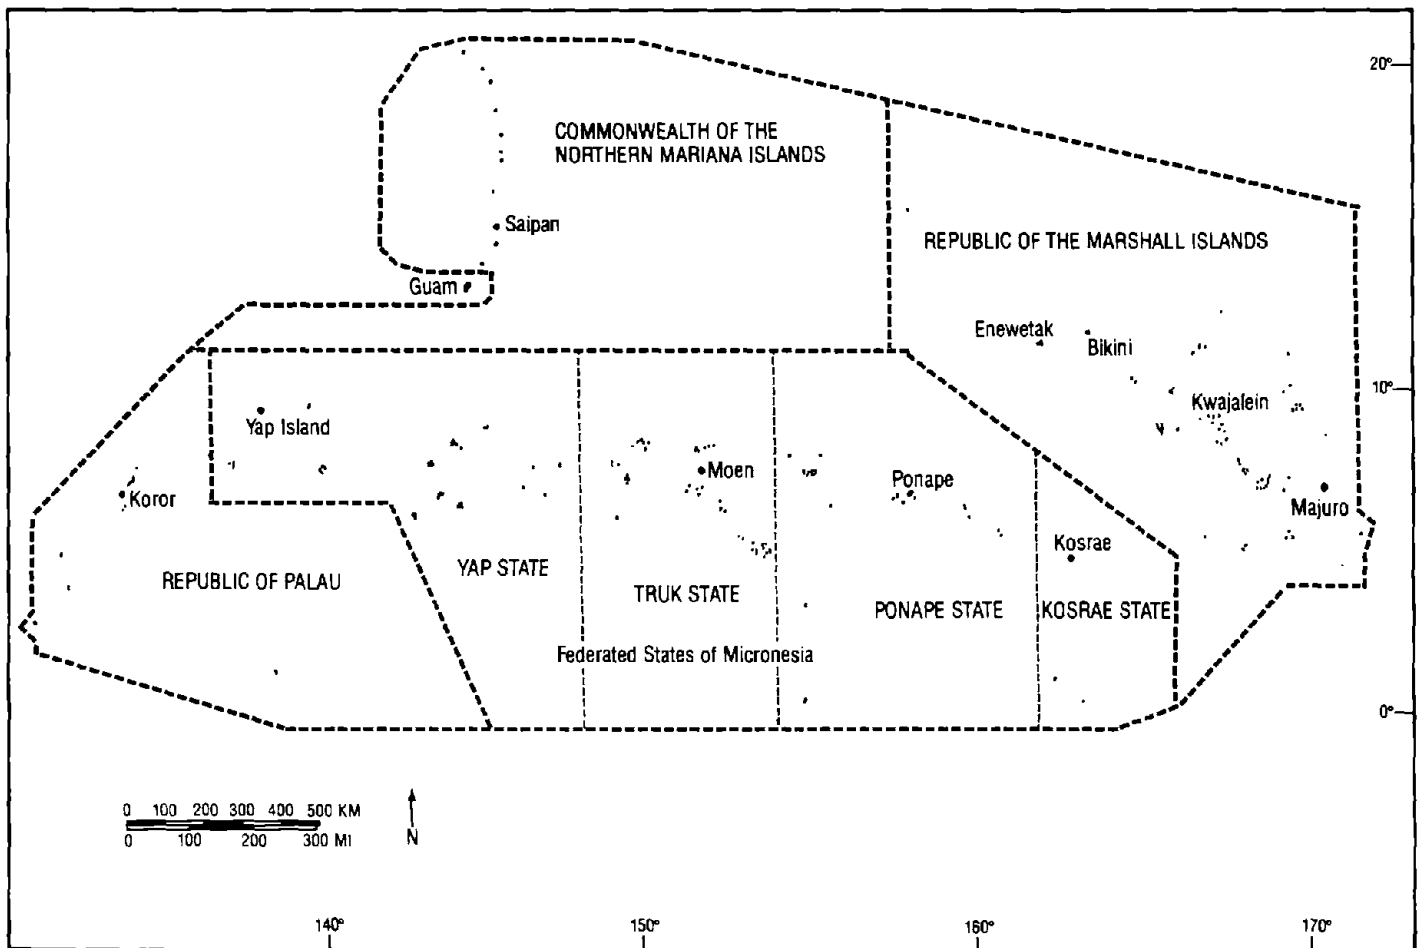 20°
COMMONWEALTH OF THE
NORTHERN MARIANA ISLANDS
Saipan
REPUBLIC OF THE MARSHALL ISLANDS
Guam
Enewetak
Bikini
10°
Kwajalein
Yap Island
Koror
Moen
Ponape
Majuro
Kosrae
REPUBLIC OF PALAU
YAP STATE
TRUK STATE
PONAPE STATE
KOSRAE STATE
Federated States of Micronesia
0°
0 100 200 300 400 500 KM
0 100 200 300 MI
N
140°
150°
160°
170°